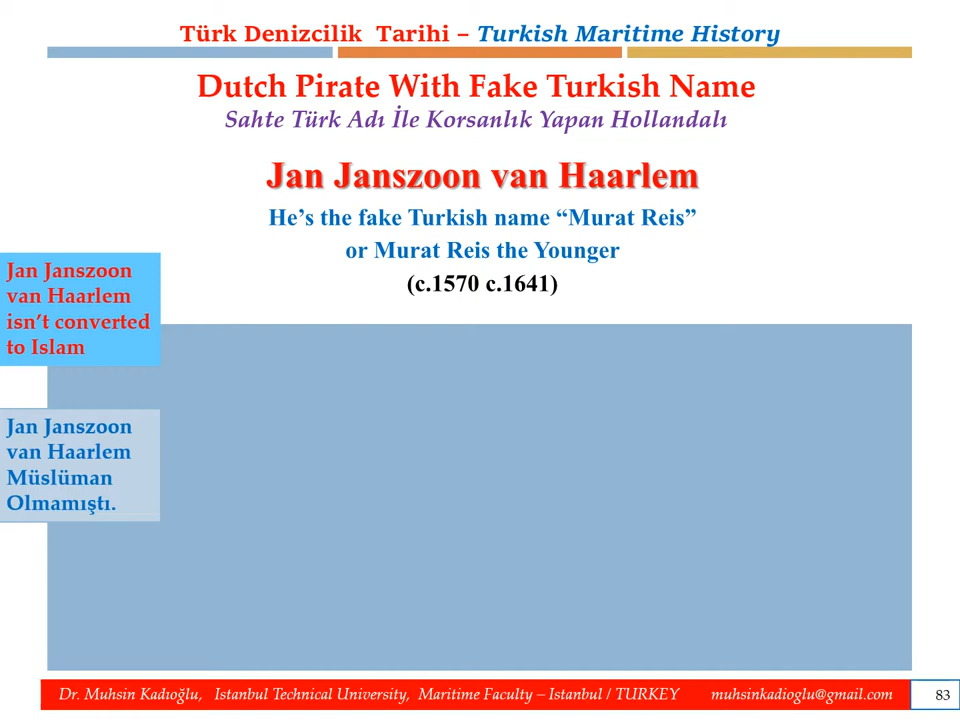 Türk Denizcilik Tarihi – Turkish Maritime History
Dutch Pirate With Fake Turkish Name
Sahte Türk Adı İle Korsanlık Yapan Hollandalı
Jan Janszoon van Haarlem
He’s the fake Turkish name “Murat Reis”
or Murat Reis the Younger
(c.1570 c.1641)
Jan Janszoon
van Haarlem
isn’t converted
to Islam
Jan Janszoon
van Haarlem
Müslüman
Olmamıştı.
Dr. Muhsin Kadıoğlu, Istanbul Technical University, Maritime Faculty – Istanbul / TURKEY muhsinkadioglu@gmail.com 83